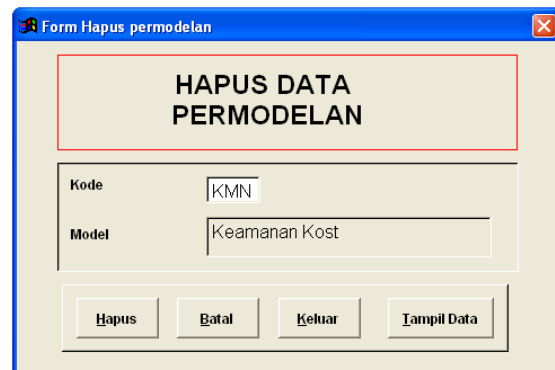 Form Hapus permodelan
HAPUS DATA
PERMODELAN
Kode KMN
Model Keamanan Kost
Hapus Batal Keluar Tampil Data